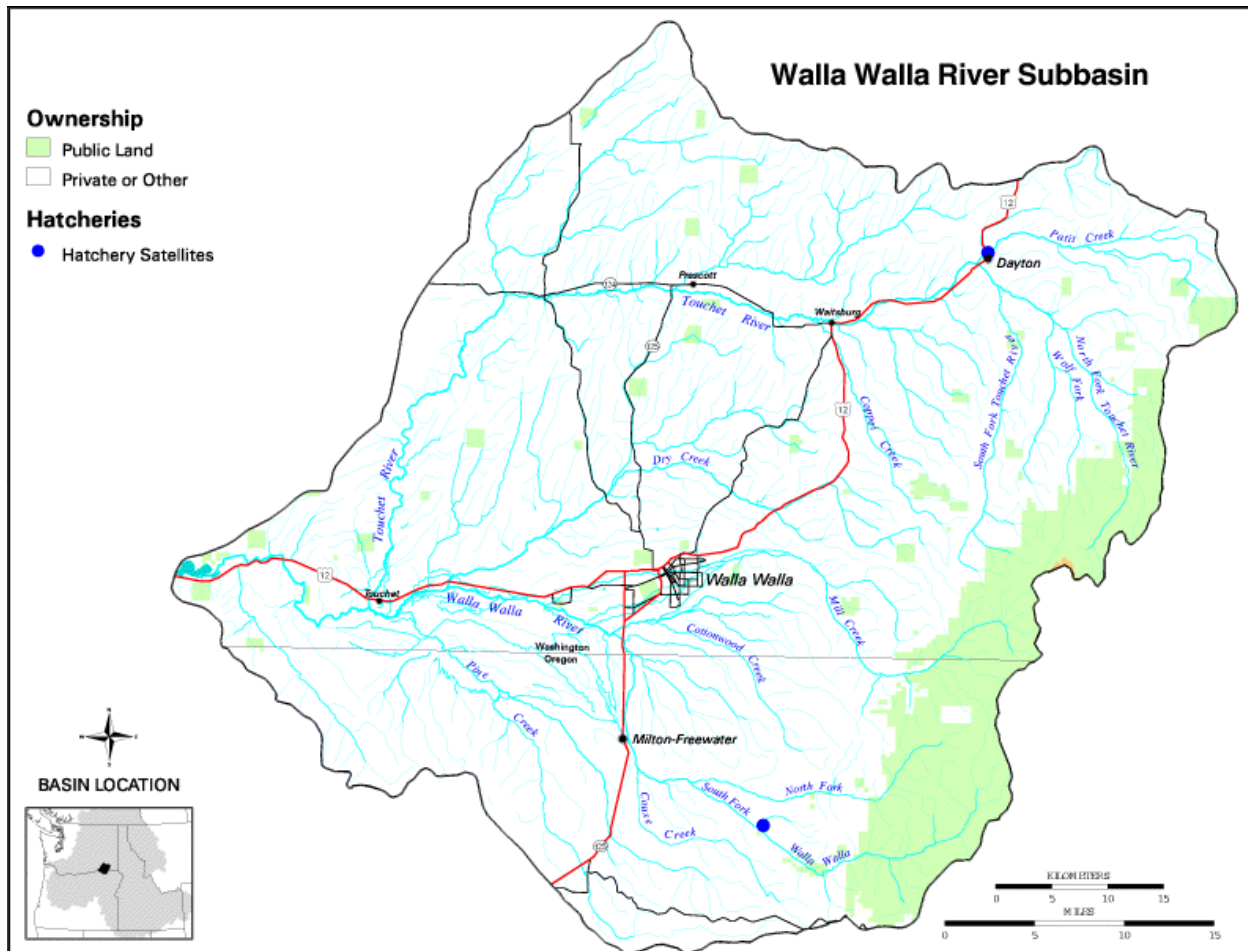 Walla Walla River Subbasin
Ownership
Public Land
Private or Other
Hatcheries
Hatchery Satellites
12
Patit Creek
Dayton
Prescott
124
Touchet River
Waitsburg
125
South Fork Touchet River
Wolf Fork
North Fork Touchet River
12
Coppei Creek
Dry Creek
Touchet River
12
Touchet
Walla Walla
Walla Walla River
Mill Creek
Cottonwood Creek
Washington
Oregon
Pine Creek
Milton-Freewater
North Fork
South Fork Walla Walla
Couse Creek
125
BASIN LOCATION
KILOMETERS
0 5 10 15
MILES
0 5 10 15